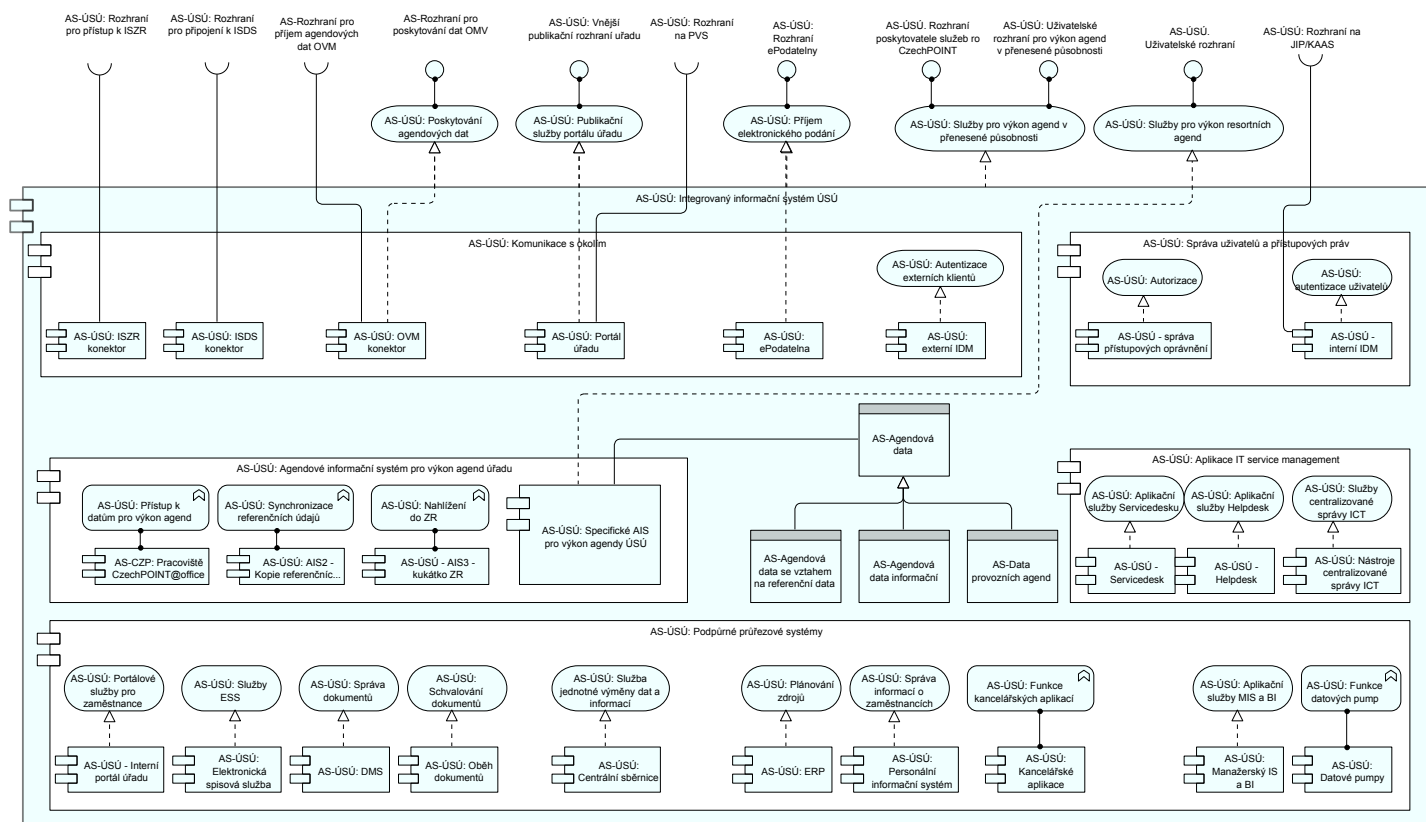 AS-ÚSÚ: Rozhraní
pro přístup k ISZR
AS-ÚSÚ: Rozhraní
pro připojení k ISDS
AS-Rozhraní pro
příjem agendových
dat OVM
AS-Rozhraní pro
poskytování dat OMV
AS-ÚSÚ: Vnější
publikační rozhraní úřadu
AS-ÚSÚ: Rozhraní
na PVS
AS-ÚSÚ:
Rozhraní
ePodatelny
AS-ÚSÚ. Rozhraní
poskytovatele služeb ro
CzechPOINT
AS-ÚSÚ: Uživatelské
rozhraní pro výkon agend
v přenesené působnosti
AS-ÚSÚ.
Uživatelské rozhraní
AS-ÚSÚ: Rozhraní na
JIP/KAAS
AS-ÚSÚ: Poskytování
agendových dat
AS-ÚSÚ: Publikační
služby portálu úřadu
AS-ÚSÚ: Příjem
elektronického podání
AS-ÚSÚ: Služby pro výkon agend v
přenesené působnosti
AS-ÚSÚ: Služby pro výkon resortních
agend
AS-ÚSÚ: Integrovaný informační systém ÚSÚ
AS-ÚSÚ: Komunikace s okolím
AS-ÚSÚ: Autentizace
externích klientů
AS-ÚSÚ: ISZR
konektor
AS-ÚSÚ: ISDS
konektor
AS-ÚSÚ: OVM
konektor
AS-ÚSÚ: Portál
úřadu
AS-ÚSÚ:
ePodatelna
AS-ÚSÚ:
externí IDM
AS-ÚSÚ: Správa uživatelů a přístupových práv
AS-ÚSÚ: Autorizace
AS-ÚSÚ:
autentizace uživatelů
AS-ÚSÚ - správa
přístupových oprávnění
AS-ÚSÚ -
interní IDM
AS-Agendová
data
AS-Agendová
data se vztahem
na referenční data
AS-Agendová
data informační
AS-Data
provozních agend
AS-ÚSÚ: Agendové informační systém pro výkon agend úřadu
AS-ÚSÚ: Přístup k
datům pro výkon agend
AS-ÚSÚ: Synchronizace
referenčních údajů
AS-ÚSÚ: Nahlížení
do ZR
AS-CZP: Pracoviště
CzechPOINT@office
AS-ÚSÚ: AIS2 -
Kopie referenčníc...
AS-ÚSÚ - AIS3 -
kukátko ZR
AS-ÚSÚ: Specifické AIS
pro výkon agendy ÚSÚ
AS-ÚSÚ: Aplikace IT service management
AS-ÚSÚ: Aplikační
služby Servicedesku
AS-ÚSÚ: Aplikační
služby Helpdesk
AS-ÚSÚ: Služby
centralizované
správy ICT
AS-ÚSÚ -
Servicedesk
AS-ÚSÚ -
Helpdesk
AS-ÚSÚ: Nástroje
centralizované
správy ICT
AS-ÚSÚ: Podpůrné průřezové systémy
AS-ÚSÚ: Portálové
služby pro
zaměstnance
AS-ÚSÚ: Služby
ESS
AS-ÚSÚ: Správa
dokumentů
AS-ÚSÚ:
Schvalování
dokumentů
AS-ÚSÚ: Služba
jednotné výměny dat a
informací
AS-ÚSÚ: Plánování
zdrojů
AS-ÚSÚ: Správa
informací o
zaměstnancích
AS-ÚSÚ: Funkce
kancelářských aplikací
AS-ÚSÚ: Aplikační
služby MIS a BI
AS-ÚSÚ: Funkce
datových pump
AS-ÚSÚ - Interní
portál úřadu
AS-ÚSÚ:
Elektronická
spisová služba
AS-ÚSÚ: DMS
AS-ÚSÚ: Oběh
dokumentů
AS-ÚSÚ:
Centrální sběrnice
AS-ÚSÚ: ERP
AS-ÚSÚ:
Personální
informační systém
AS-ÚSÚ:
Kancelářské
aplikace
AS-ÚSÚ:
Manažerský IS
a BI
AS-ÚSÚ:
Datové pumpy